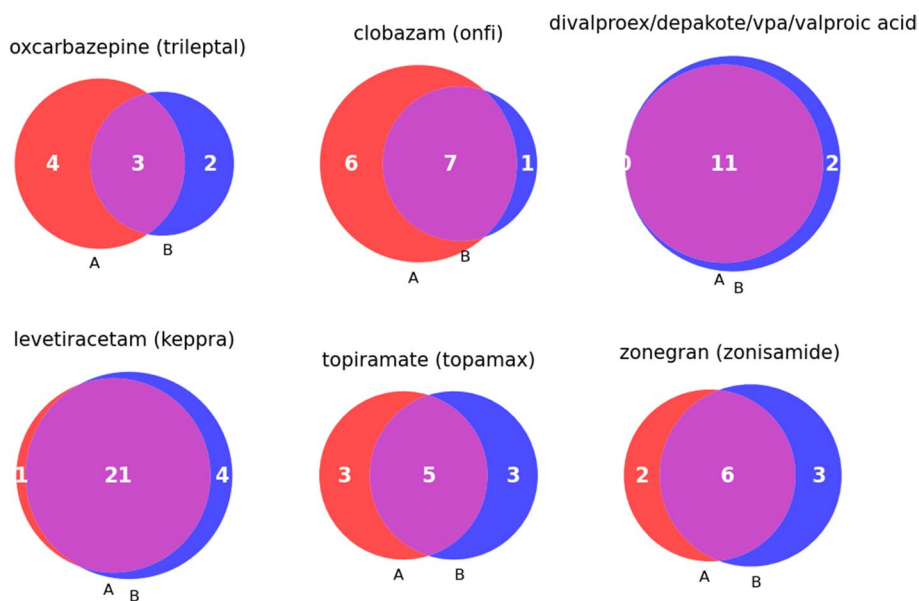 oxcarbazepine (trileptal)
4 3 2
A B
clobazam (onfi)
6 7 1
A B
divalproex/depakote/vpa/valproic acid
0 11 2
A B
levetiracetam (keppra)
1 21 4
A B
topiramate (topamax)
3 5 3
A B
zonegran (zonisamide)
2 6 3
A B